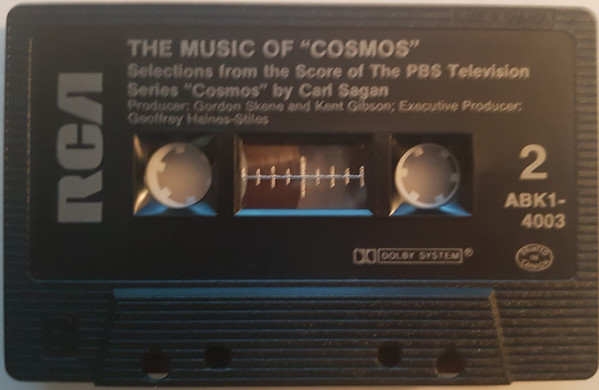 THE MUSIC OF "COSMOS"
Selections from the Score of The PBS Television
Series "Cosmos" by Carl Sagan
Producer: Gordon Skene and Kent Gibson; Executive Producer:
Geoffrey Haines-Stiles
RCA
2
ABK1-
4003
DOLBY SYSTEM®